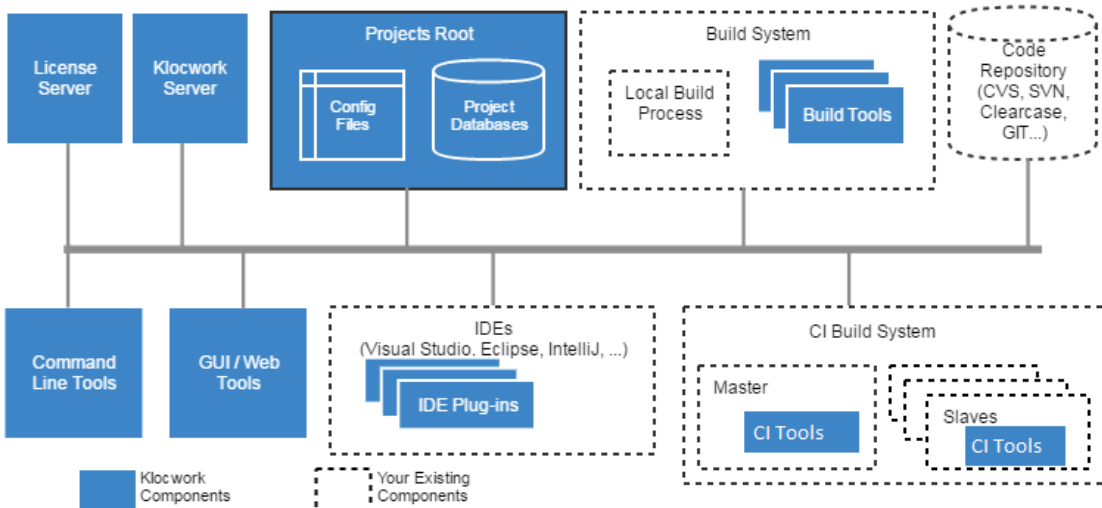 License
Server
Klocwork
Server
Projects Root
Config
Files
Project
Databases
Build System
Local Build
Process
Build Tools
Code
Repository
(CVS, SVN,
Clearcase,
GIT...)
Command
Line Tools
GUI / Web
Tools
IDEs
(Visual Studio. Eclipse, IntelliJ, ...)
IDE Plug-ins
CI Build System
Master
CI Tools
Slaves
CI Tools
Klocwork
Components
Your Existing
Components